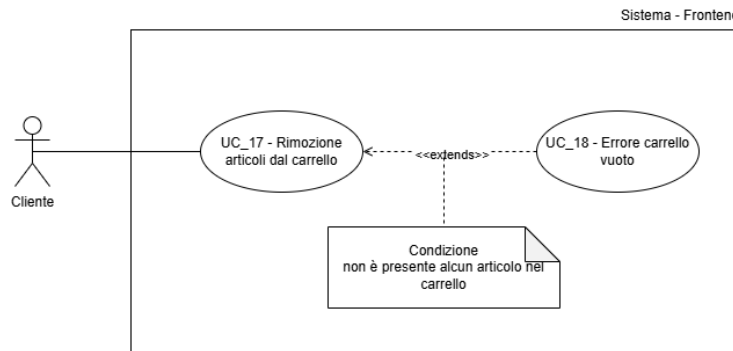 Sistema - Frontend
UC_17 - Rimozione
articoli dal carrello
<<extends>>
UC_18 - Errore carrello
vuoto
Cliente
Condizione
non è presente alcun articolo nel
carrello